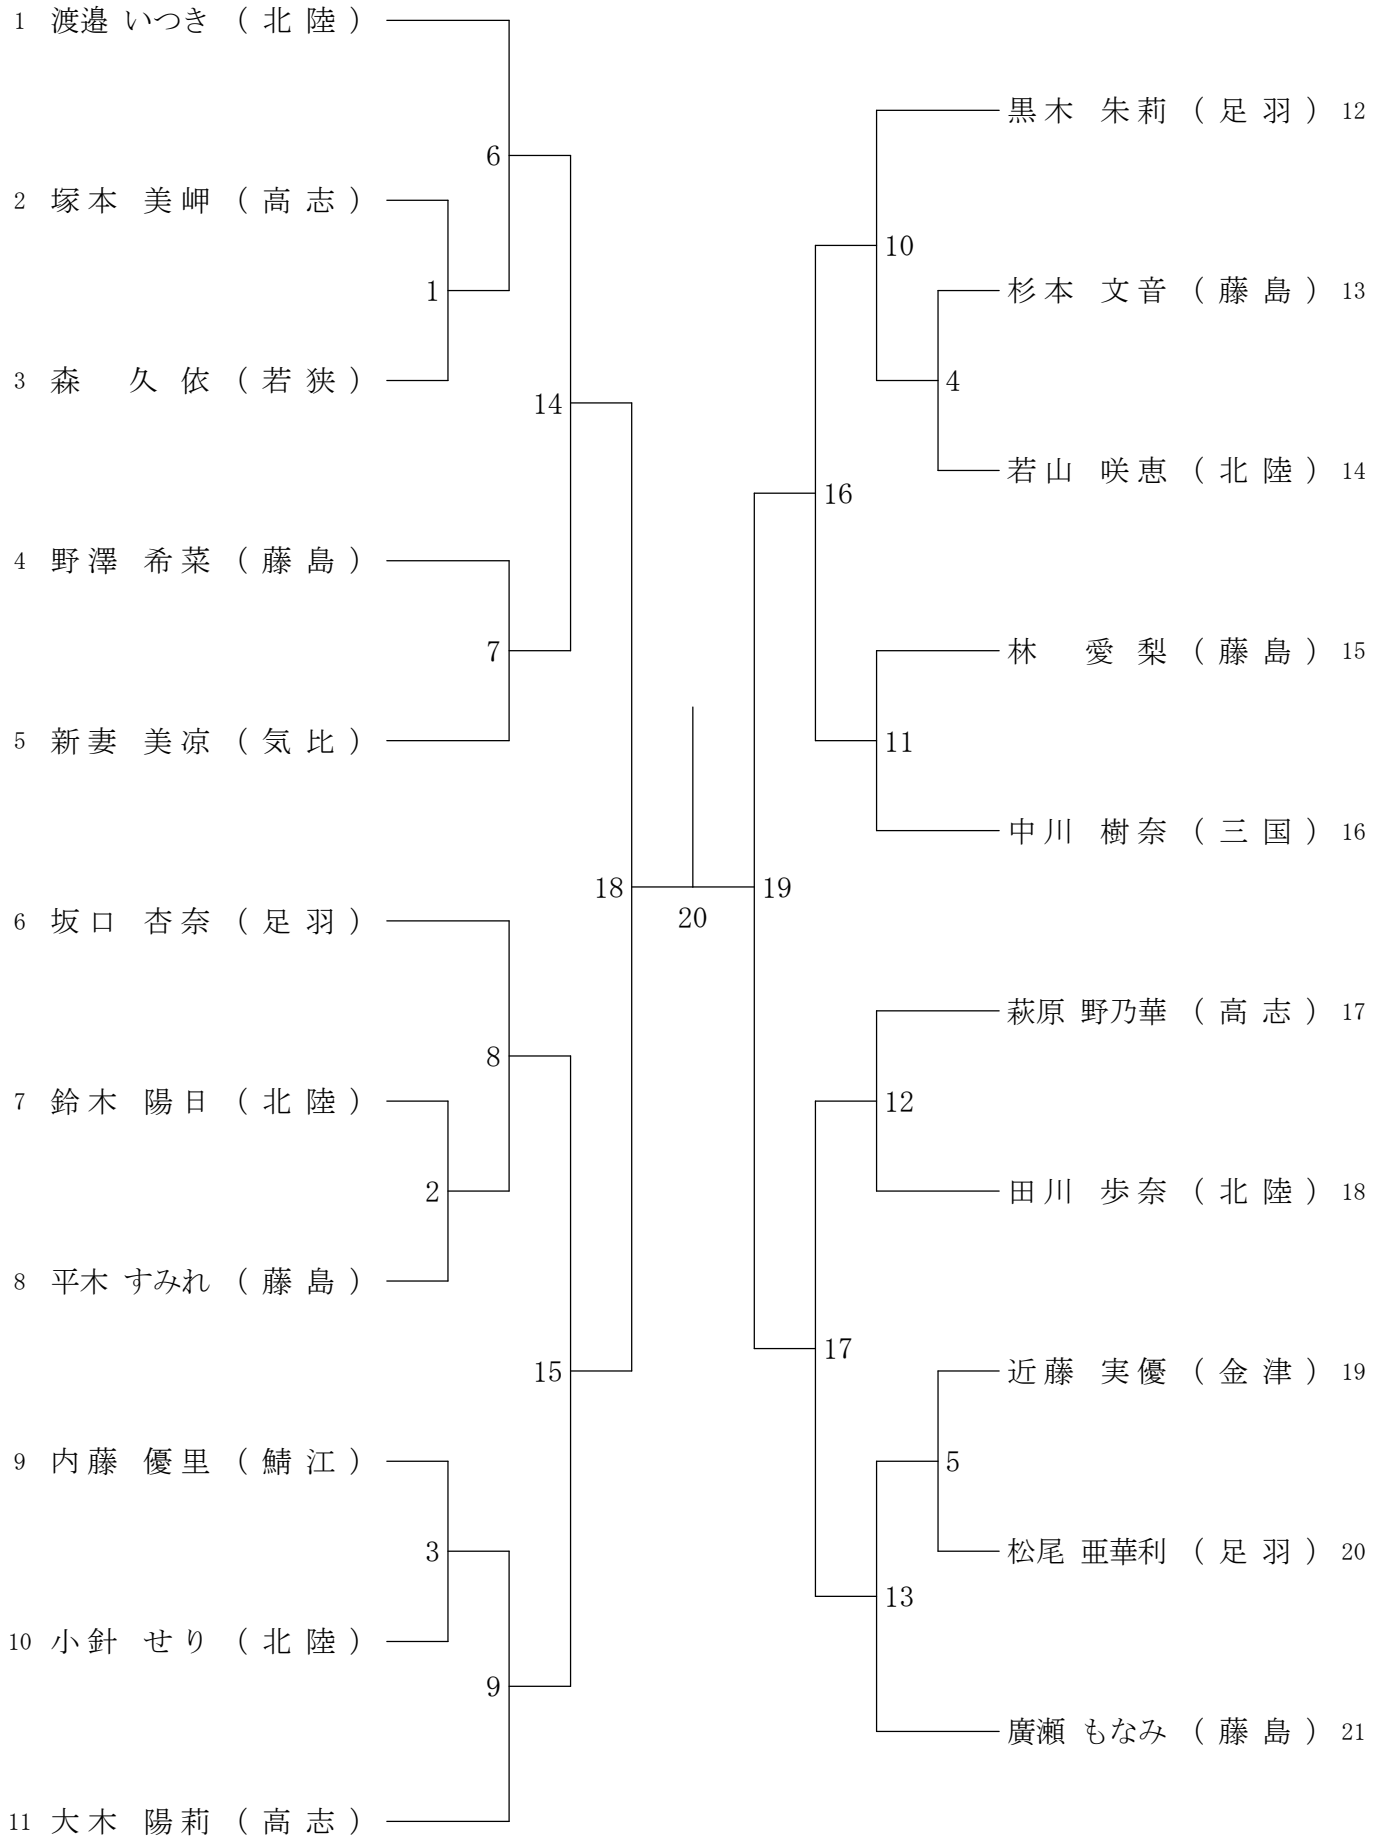 1 渡邉 いつき （ 北 陸 ）
2 塚本 美岬 （ 高 志 ）
3 森 久依 （ 若 狭 ）
4 野澤 希菜 （ 藤 島 ）
5 新妻 美凉 （ 気 比 ）
6 坂口 杏奈 （ 足 羽 ）
7 鈴木 陽日 （ 北 陸 ）
8 平木 すみれ （ 藤 島 ）
9 内藤 優里 （ 鯖 江 ）
10 小針 せり （ 北 陸 ）
11 大木 陽莉 （ 高 志 ）
6
1
14
7
18
8
2
15
3
9
20
19
10
4
16
11
12
17
5
13
黒木 朱莉 （ 足 羽 ） 12
杉本 文音 （ 藤 島 ） 13
若山 咲恵 （ 北 陸 ） 14
林 愛梨 （ 藤 島 ） 15
中川 樹奈 （ 三 国 ） 16
萩原 野乃華 （ 高 志 ） 17
田川 歩奈 （ 北 陸 ） 18
近藤 実優 （ 金 津 ） 19
松尾 亜華利 （ 足 羽 ） 20
廣瀬 もなみ （ 藤 島 ） 21